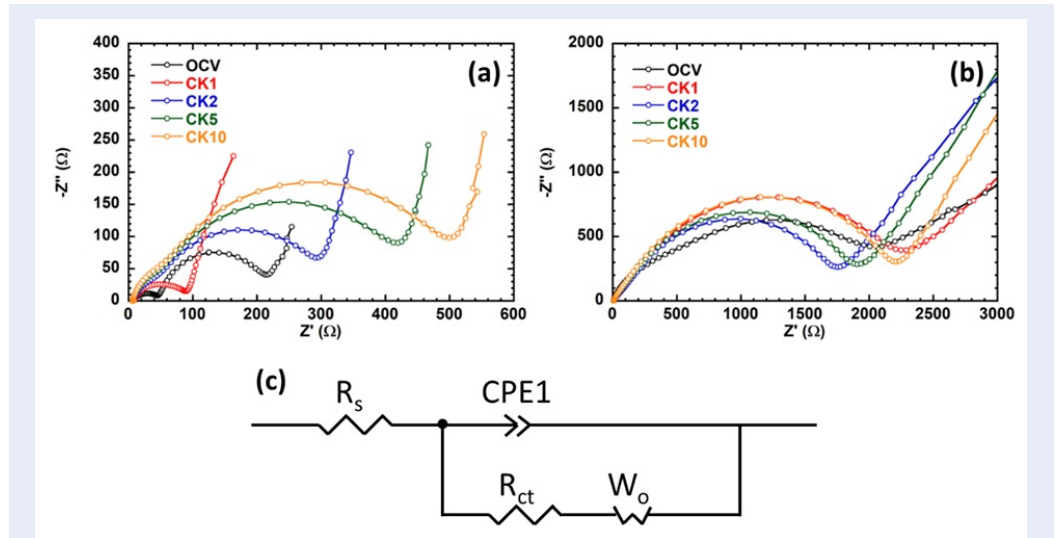 400
350
300
250
200
150
100
50
0
-Z'' (Ω)
OCV
CK1
CK2
CK5
CK10
(a)
0 100 200 300 400 500 600
Z' (Ω)
2000
1500
1000
500
0
-Z'' (Ω)
OCV
CK1
CK2
CK5
CK10
(b)
0 500 1000 1500 2000 2500 3000
Z' (Ω)
(c)
Rs
CPE1
Rct
Wo